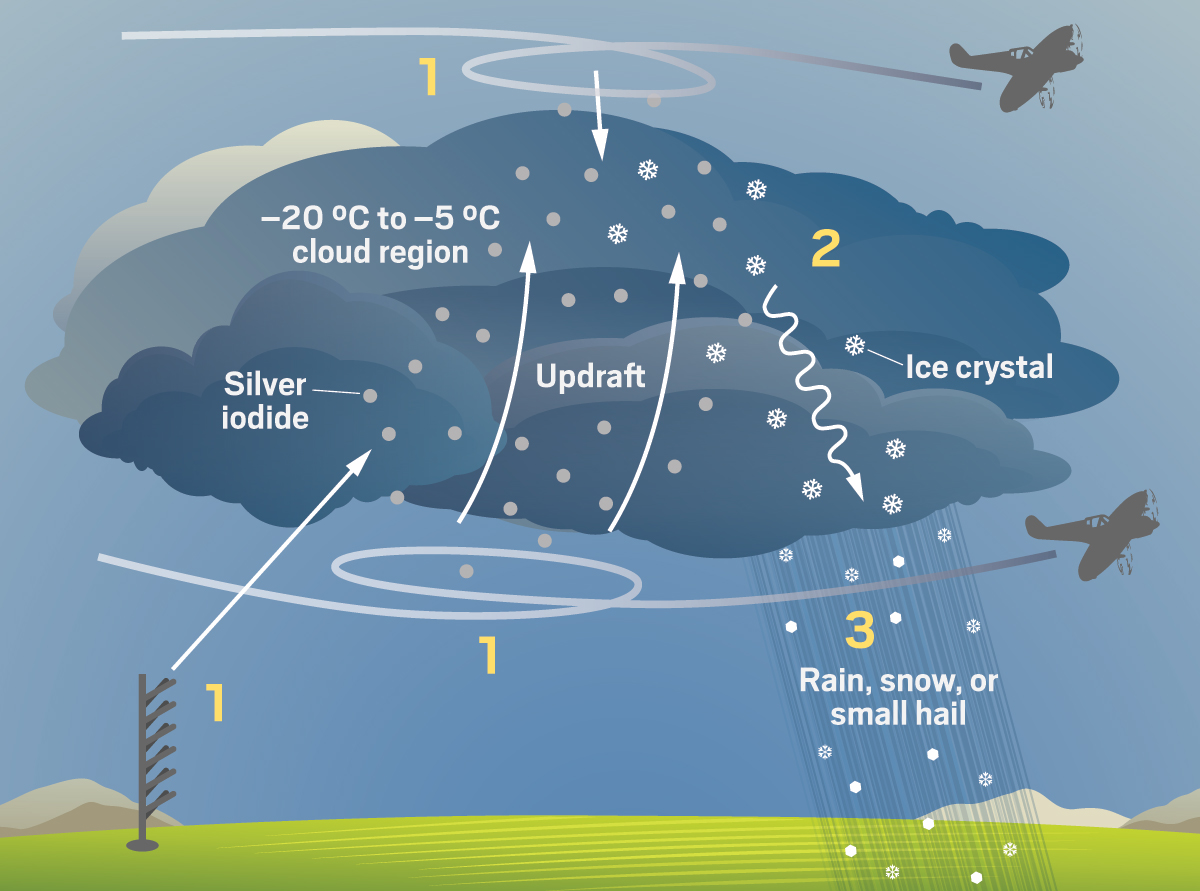 1
–20 ºC to –5 ºC
cloud region
2
Silver
iodide
Updraft
Ice crystal
1
1
3
Rain, snow, or
small hail